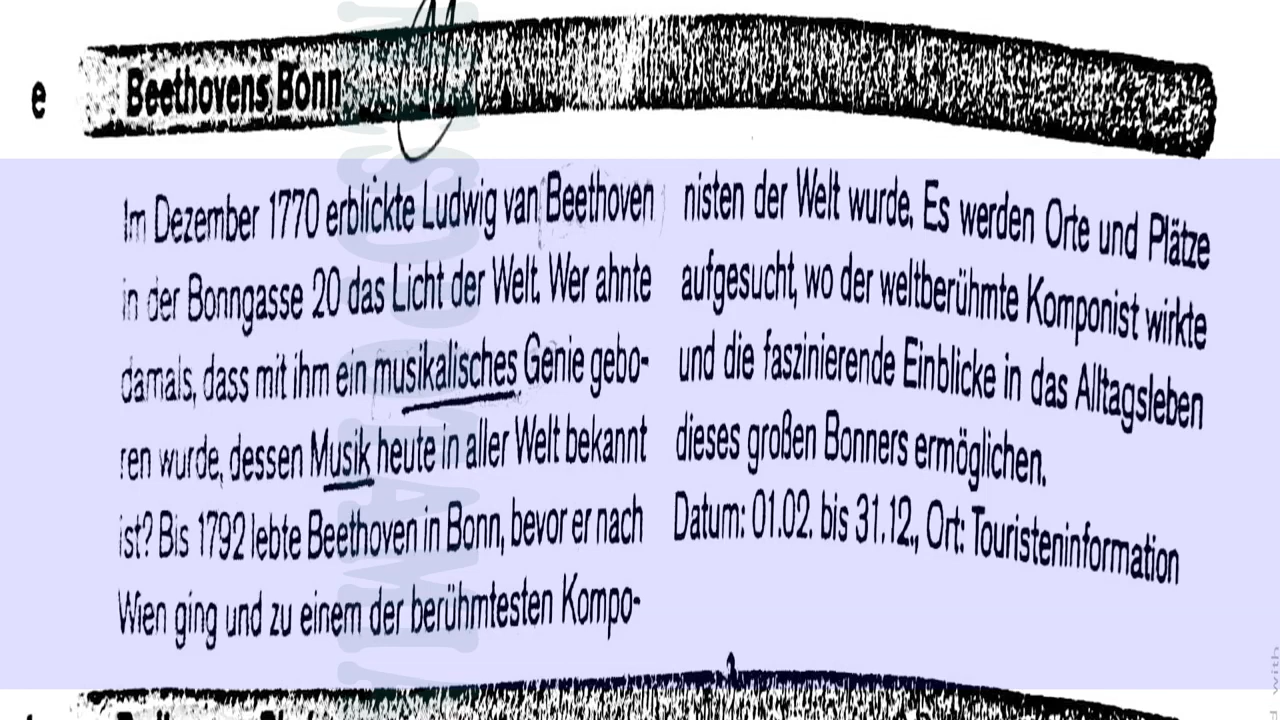 e Beethovens Bonn
Im Dezember 1770 erblickte Ludwig van Beethoven
in der Bonngasse 20 das Licht der Welt. Wer ahnte
damals, dass mit ihm ein musikalisches Genie gebo-
ren wurde, dessen Musik heute in aller Welt bekannt
ist? Bis 1792 lebte Beethoven in Bonn, bevor er nach
Wien ging und zu einem der berühmtesten Kompo-
nisten der Welt wurde. Es werden Orte und Plätze
aufgesucht, wo der weltberühmte Komponist wirkte
und die faszinierende Einblicke in das Alltagsleben
dieses großen Bonners ermöglichen.
Datum: 01.02. bis 31.12., Ort: Touristeninformation